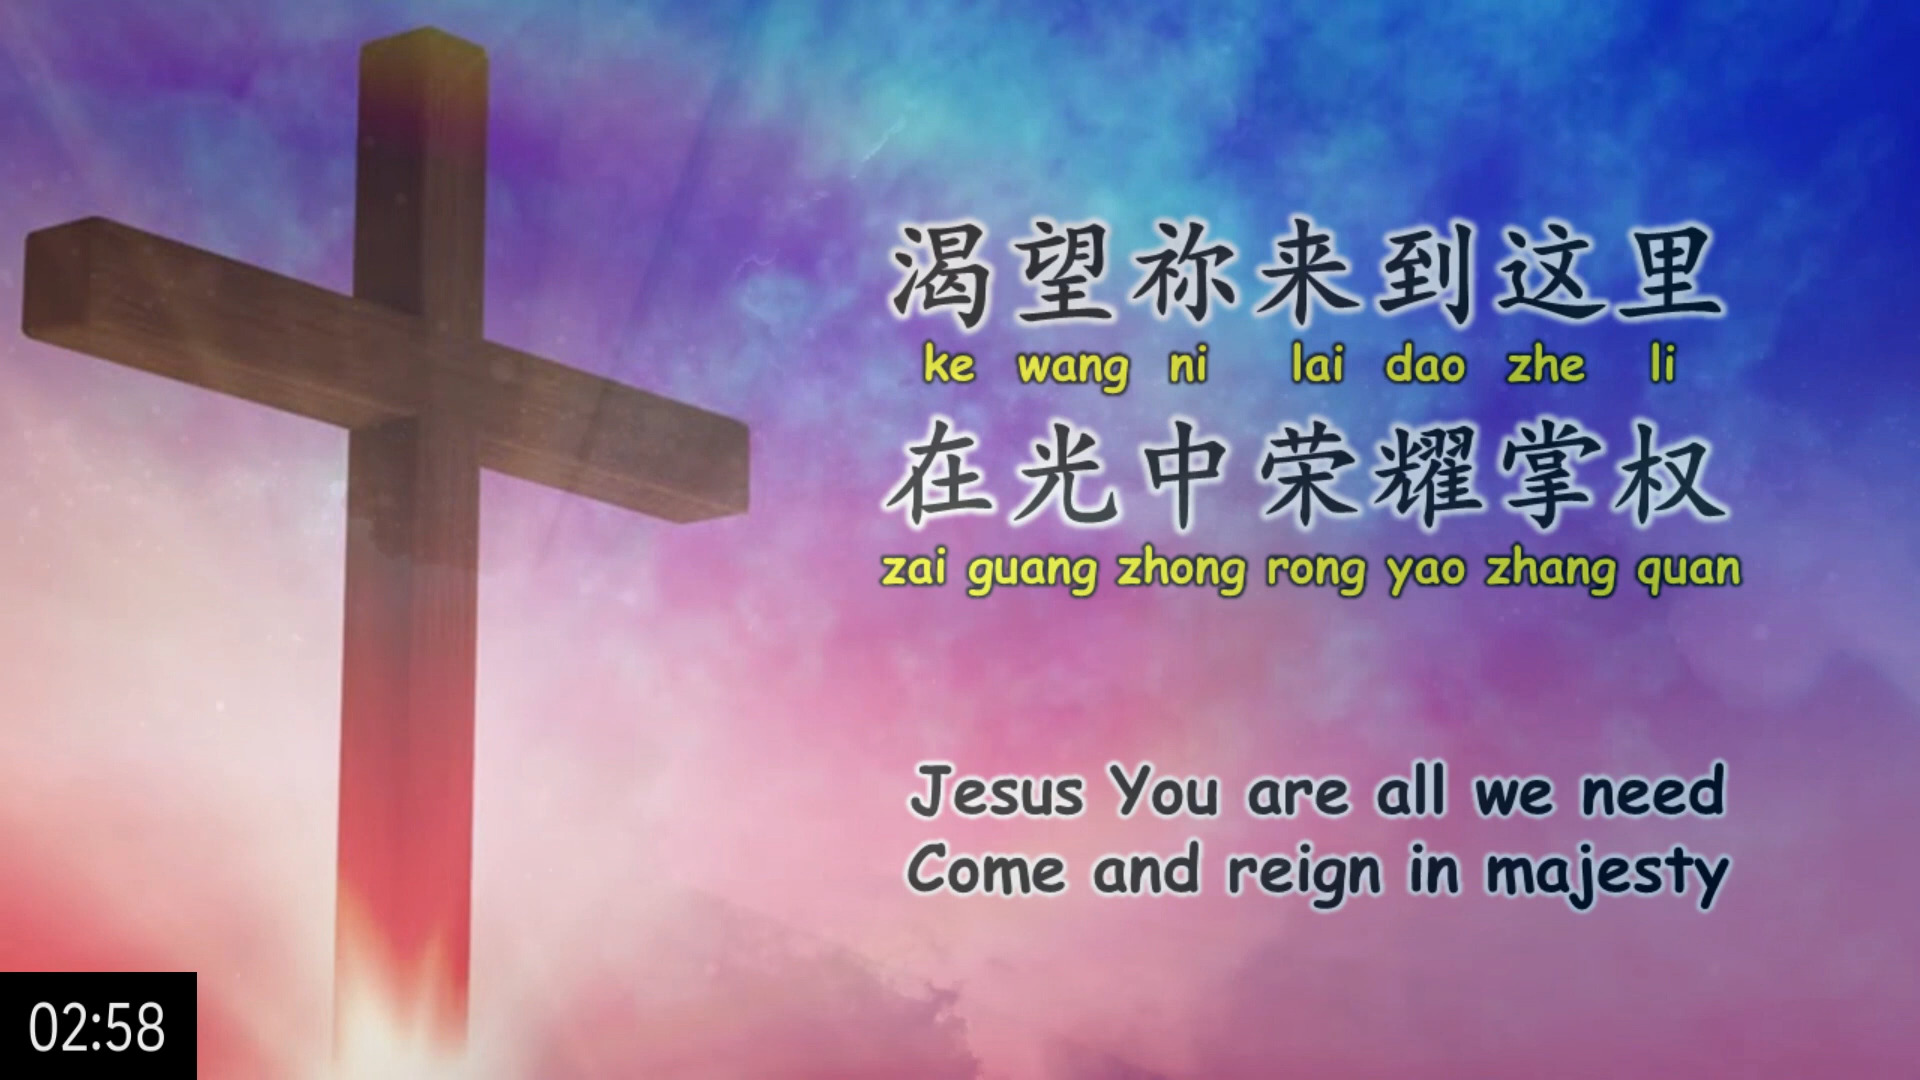 渴望祢来到这里
ke wang ni lai dao zhe li
在光中荣耀掌权
zai guang zhong rong yao zhang quan
Jesus You are all we need
Come and reign in majesty
02:58